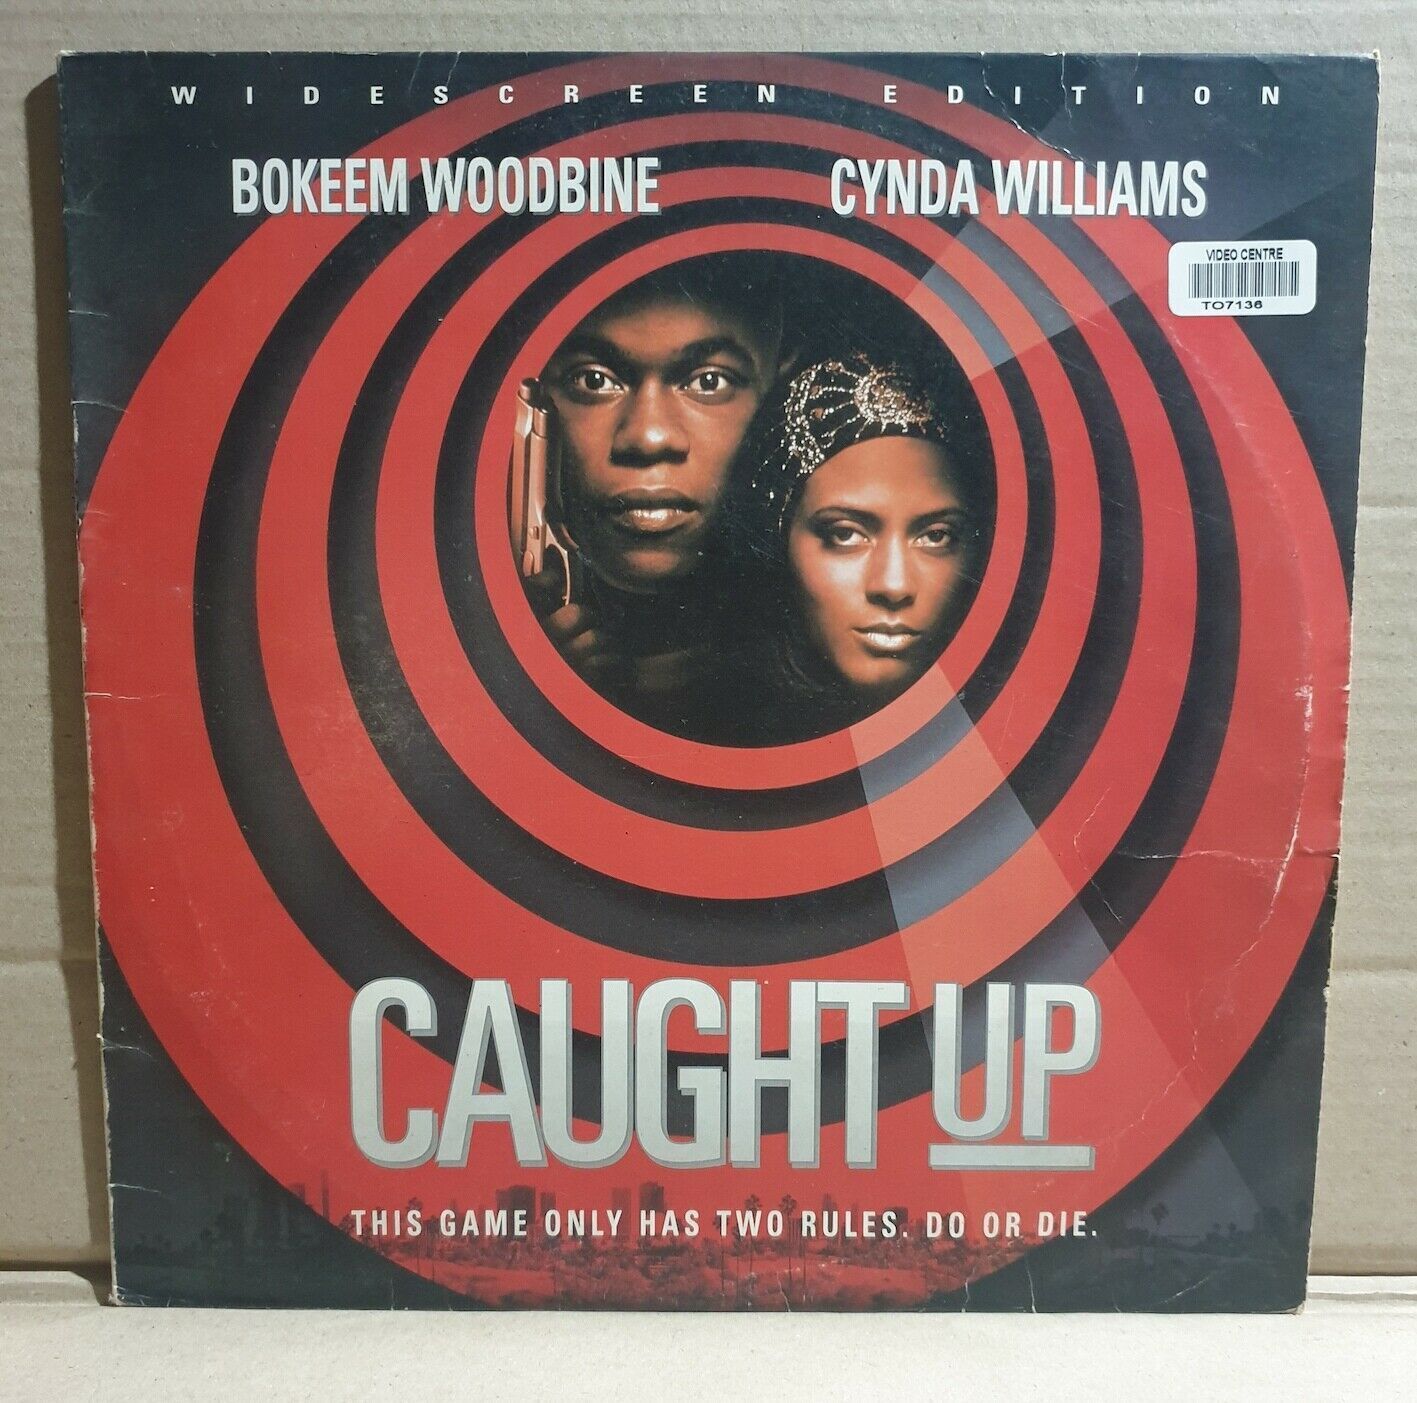 WIDESCREEN EDITION
BOKEEM WOODBINE CYNDA WILLIAMS
VIDEO CENTRE
TO7136
CAUGHT UP
THIS GAME ONLY HAS TWO RULES. DO OR DIE.